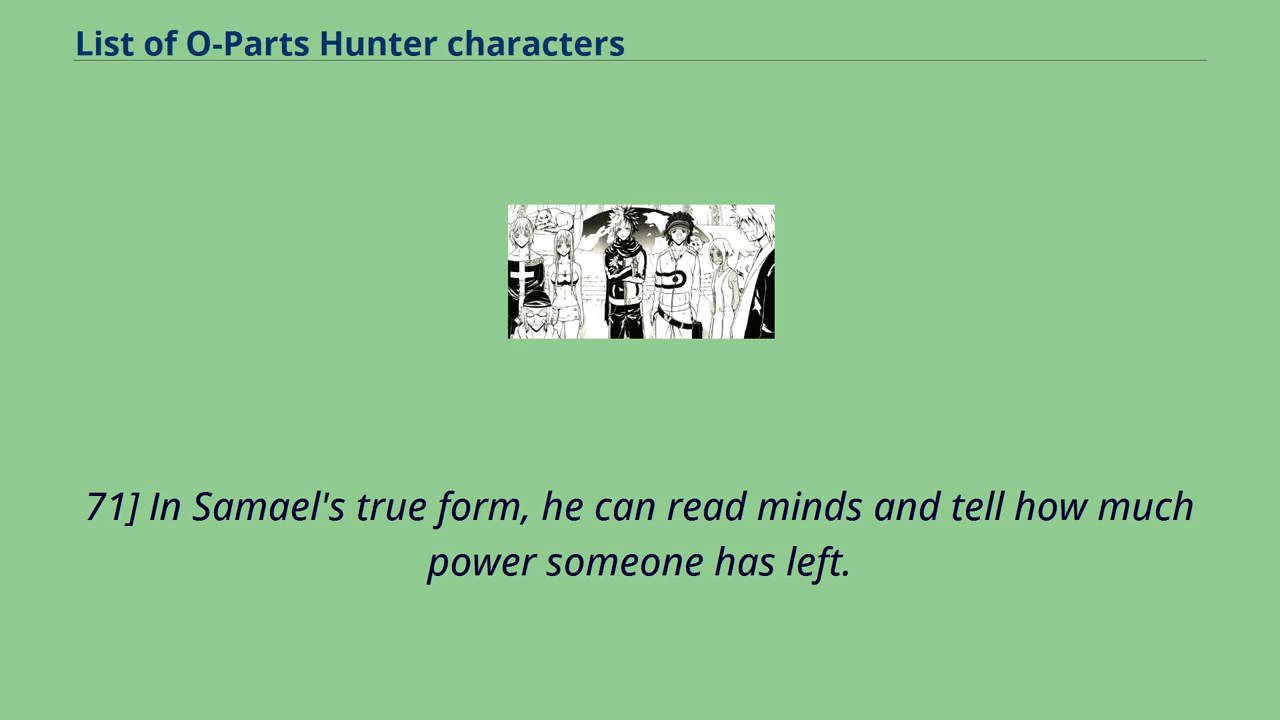 List of O-Parts Hunter characters
71] In Samael's true form, he can read minds and tell how much
power someone has left.